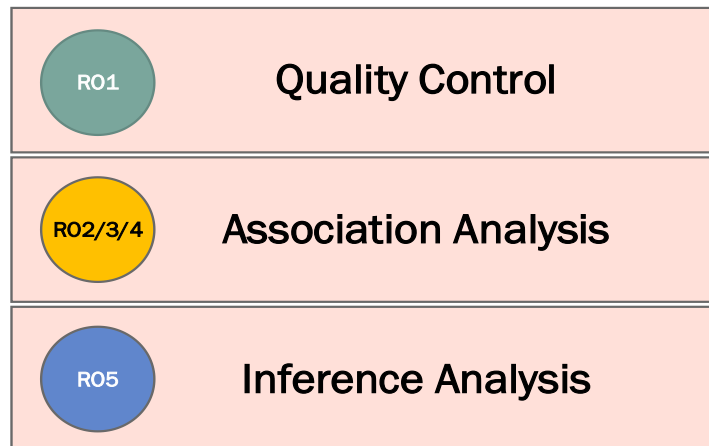 RO1
Quality Control
RO2/3/4
Association Analysis
RO5
Inference Analysis